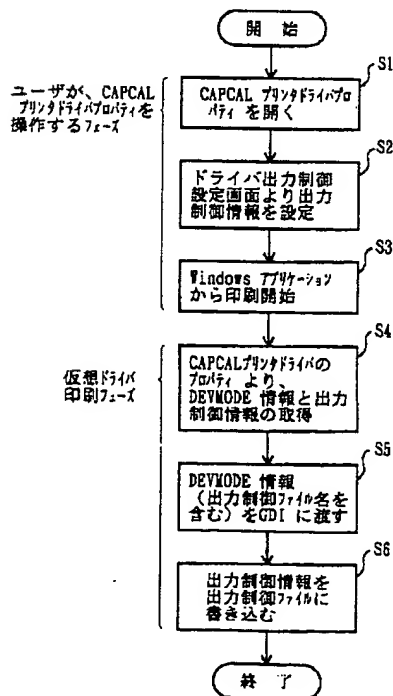 開 始
S1
ユーザが、CAPCAL
プリンタドライバプロパティを
操作するフェーズ
CAPCAL プリンタドライバプロ
パティ を開く
S2
ドライバ出力制御
設定画面より出力
制御情報を設定
S3
Windows アプリケーション
から印刷開始
S4
仮想ドライバ
印刷フェーズ
CAPCALプリンタドライバの
プロパティ より、
DEVMODE 情報と出力
制御情報の取得
S5
DEVMODE 情報
(出力制御ファイル名を
含む)をGDI に渡す
S6
出力制御情報を
出力制御ファイルに
書き込む
終 了